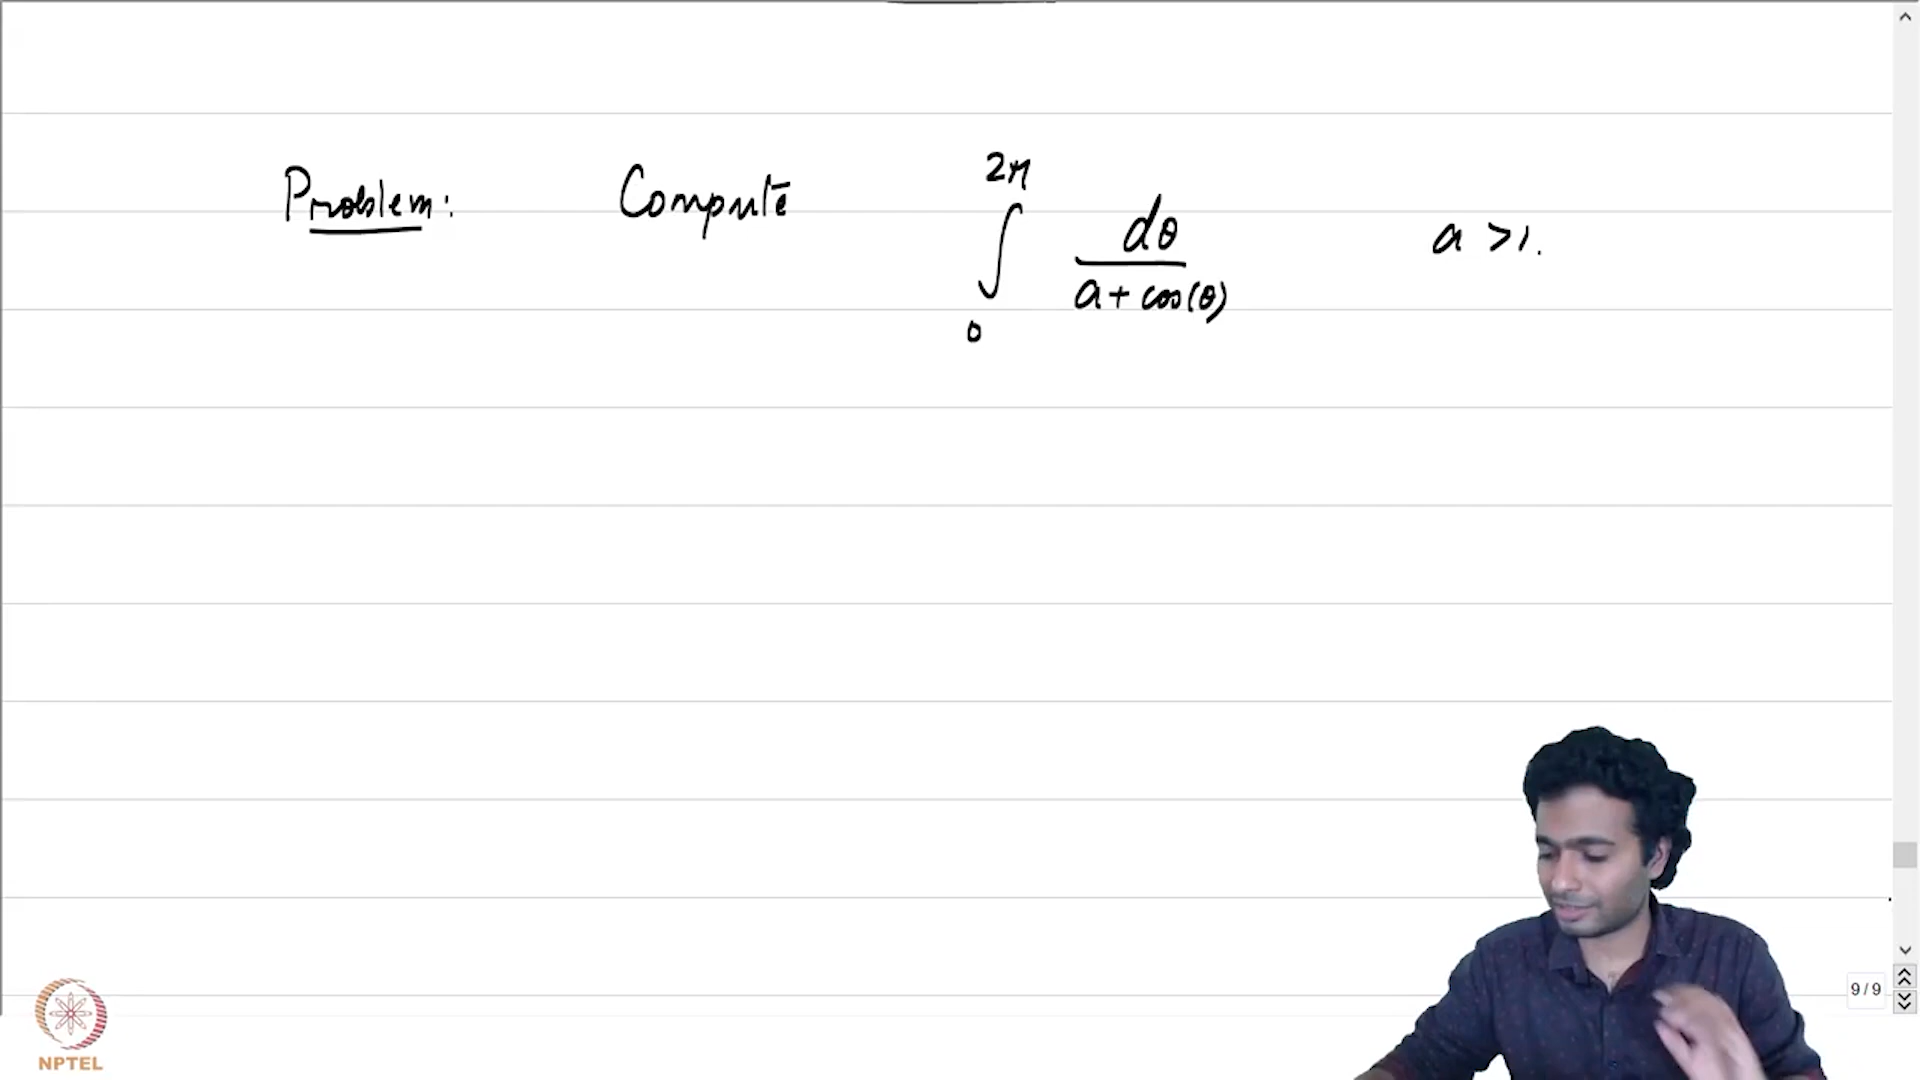 Problem: Compute ∫₀^{2π} dθ / (a + cos(θ)) a > 1.
9 / 9
NPTEL